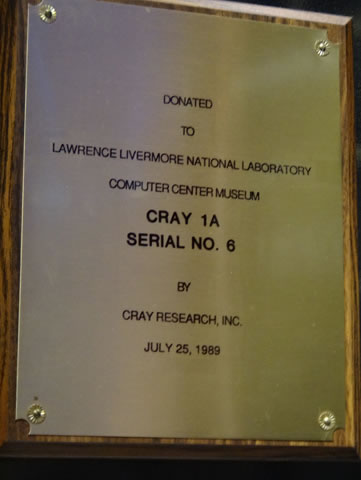 DONATED
TO
LAWRENCE LIVERMORE NATIONAL LABORATORY
COMPUTER CENTER MUSEUM
CRAY 1A
SERIAL NO. 6
BY
CRAY RESEARCH, INC.
JULY 25, 1989